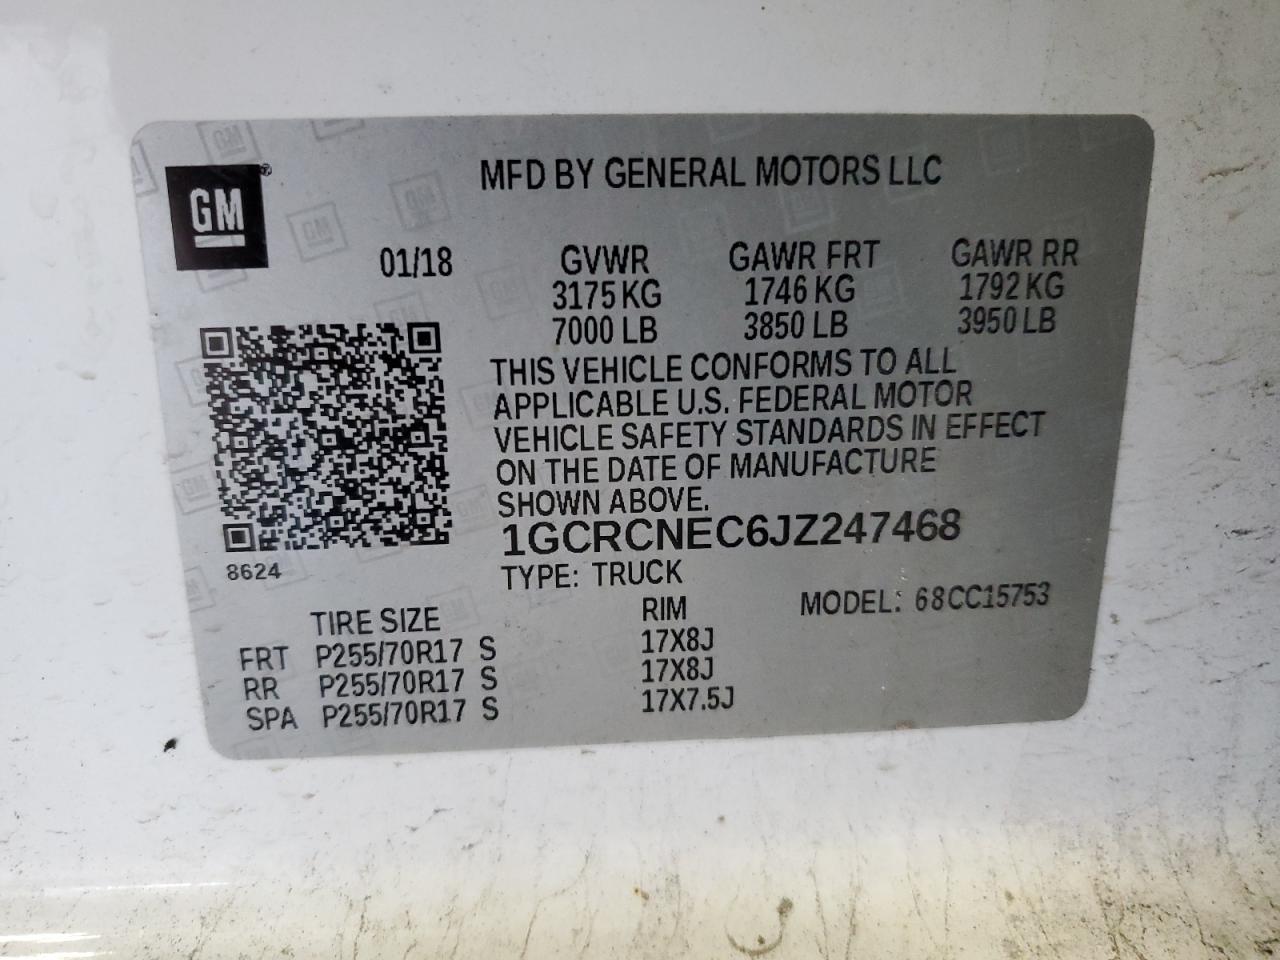 MFD BY GENERAL MOTORS LLC
GM®
01/18
GVWR GAWR FRT GAWR RR
3175 KG 1746 KG 1792 KG
7000 LB 3850 LB 3950 LB
THIS VEHICLE CONFORMS TO ALL
APPLICABLE U.S. FEDERAL MOTOR
VEHICLE SAFETY STANDARDS IN EFFECT
ON THE DATE OF MANUFACTURE
SHOWN ABOVE.
1GCRCNEC6JZ247468
8624
TYPE: TRUCK
MODEL: 68CC15753
TIRE SIZE RIM
FRT P255/70R17 S 17X8J
RR P255/70R17 S 17X8J
SPA P255/70R17 S 17X7.5J